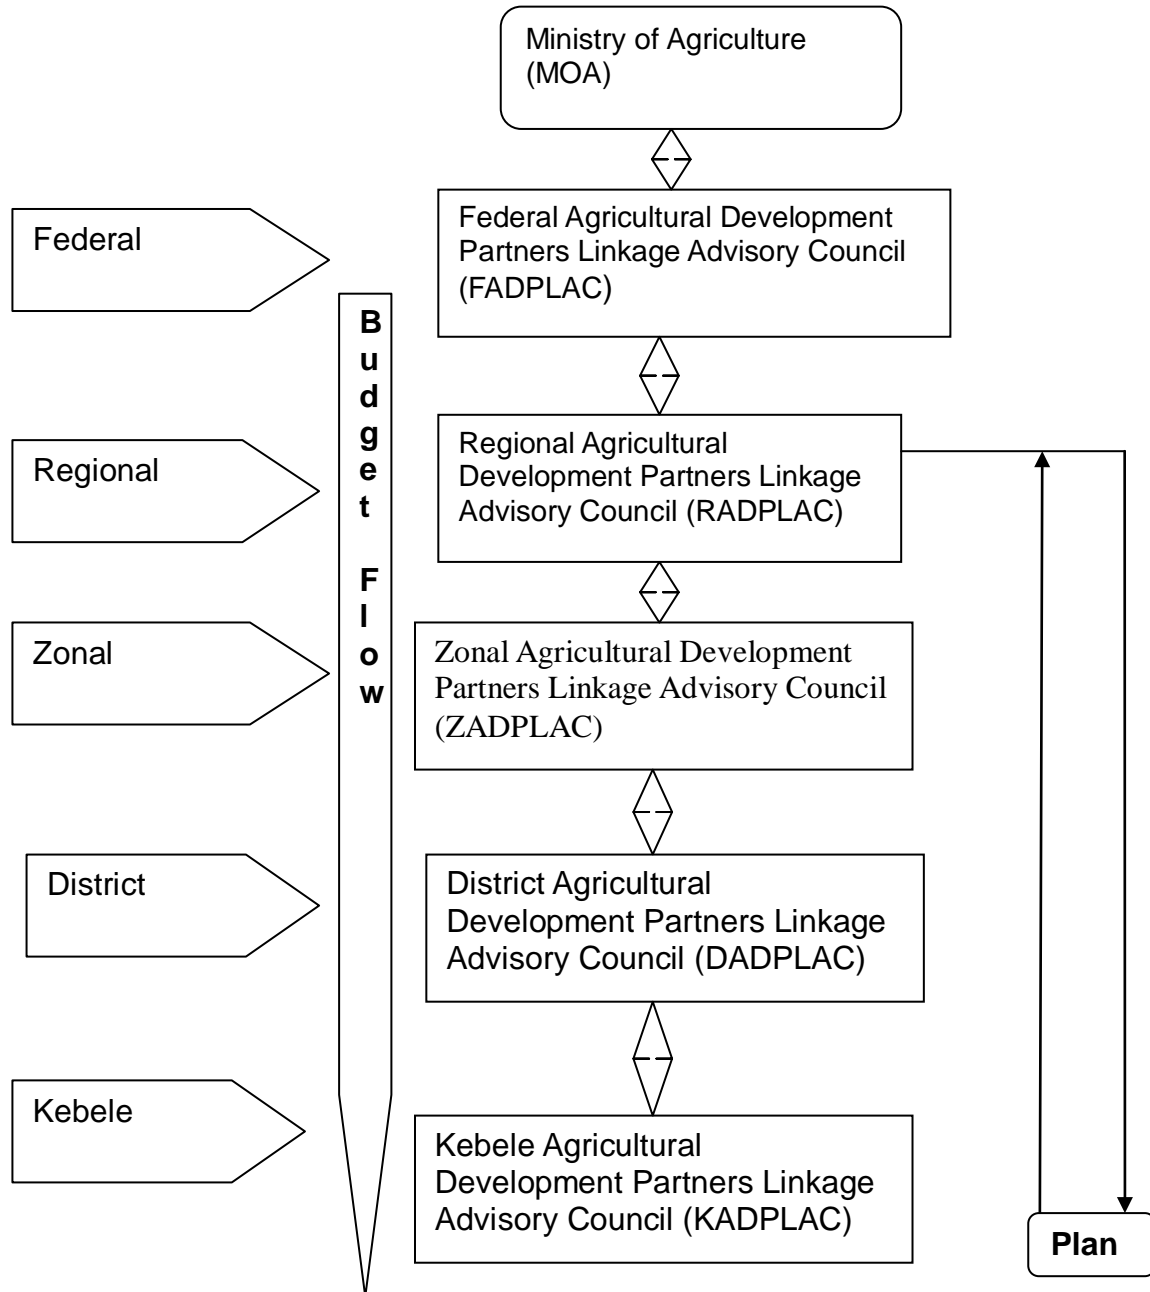 Ministry of Agriculture
(MOA)
Federal
Federal Agricultural Development
Partners Linkage Advisory Council
(FADPLAC)
Budget Flow
Regional
Regional Agricultural
Development Partners Linkage
Advisory Council (RADPLAC)
Zonal
Zonal Agricultural Development
Partners Linkage Advisory Council
(ZADPLAC)
District
District Agricultural
Development Partners Linkage
Advisory Council (DADPLAC)
Kebele
Kebele Agricultural
Development Partners Linkage
Advisory Council (KADPLAC)
Plan